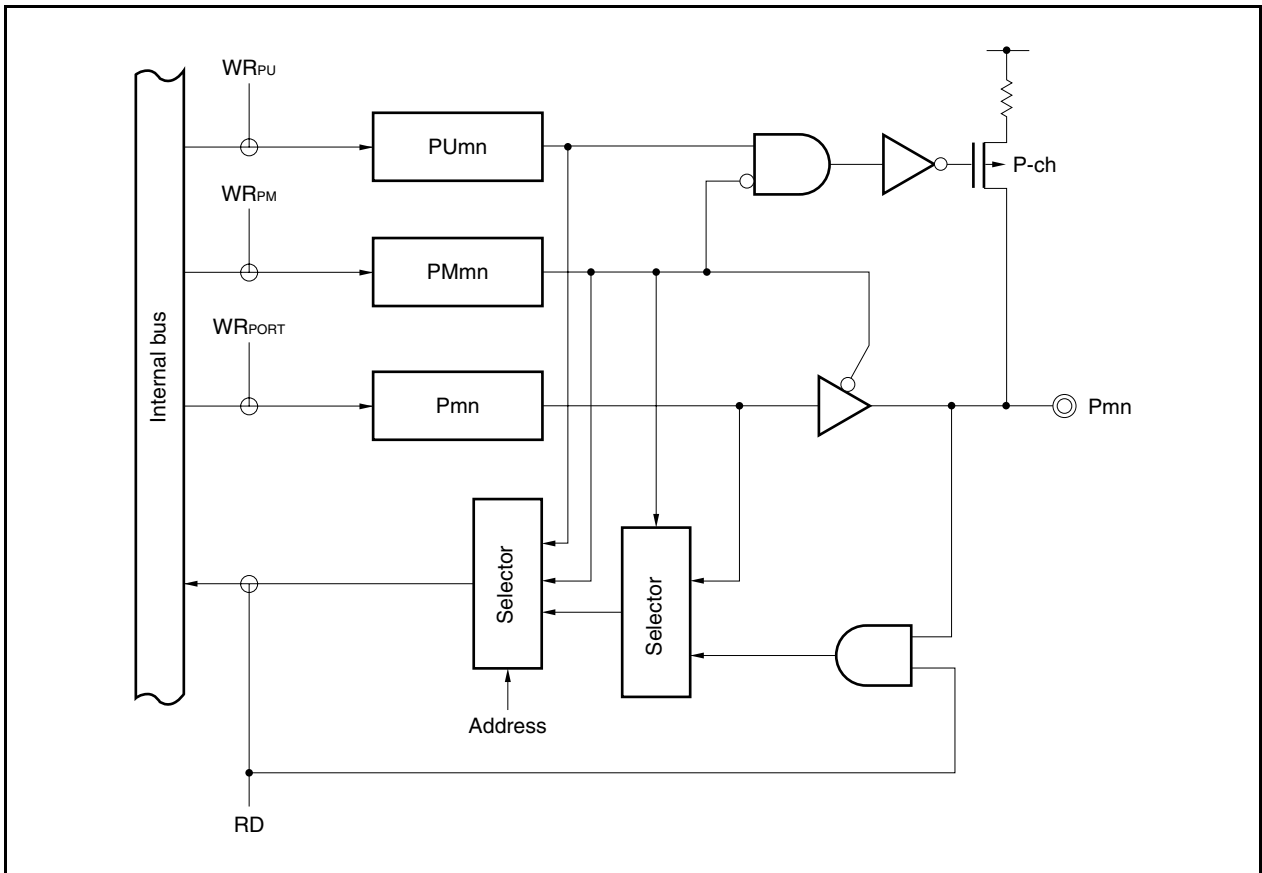 WRPU
PUmn
P-ch
WRPM
PMmn
WRPORT
Internal bus
Pmn
Pmn
Selector
Selector
Address
RD